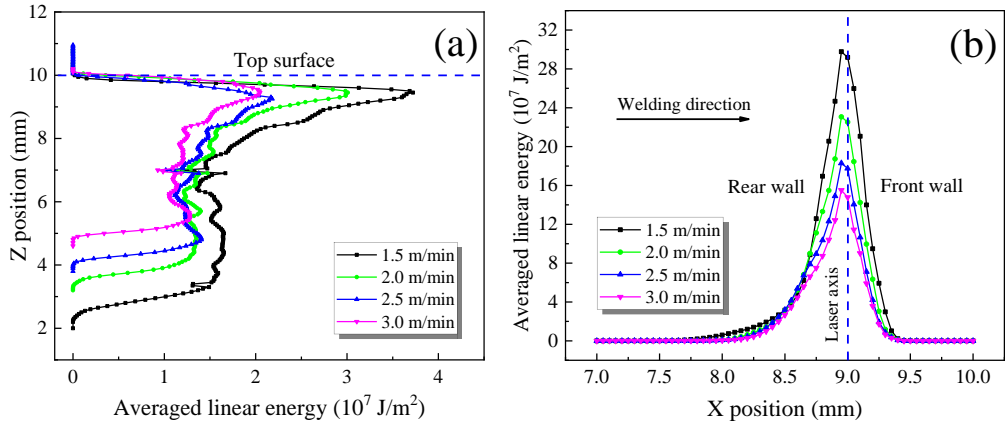 (a)
Top surface
12
10
8
6
4
2
Z position (mm)
1.5 m/min
2.0 m/min
2.5 m/min
3.0 m/min
0 1 2 3 4
Averaged linear energy (10⁷ J/m²)
(b)
Welding direction
Rear wall
Front wall
Laser axis
32
28
24
20
16
12
8
4
0
Averaged linear energy (10⁷ J/m²)
1.5 m/min
2.0 m/min
2.5 m/min
3.0 m/min
7.0 7.5 8.0 8.5 9.0 9.5 10.0
X position (mm)